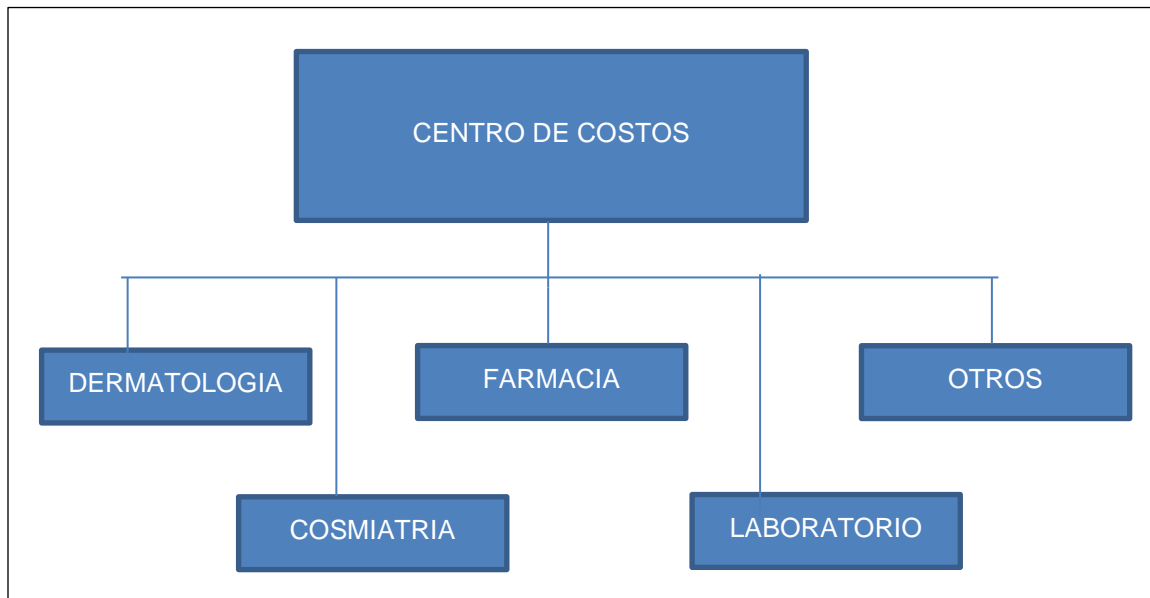 CENTRO DE COSTOS
DERMATOLOGIA
FARMACIA
OTROS
COSMIATRIA
LABORATORIO